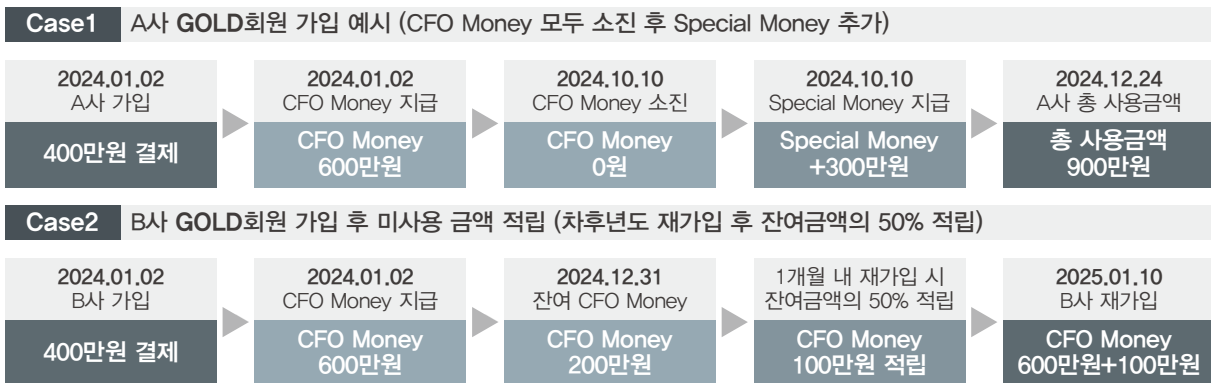 Case1 A사 GOLD회원 가입 예시 (CFO Money 모두 소진 후 Special Money 추가)
2024.01.02
A사 가입
400만원 결제
2024.01.02
CFO Money 지급
CFO Money
600만원
2024.10.10
CFO Money 소진
CFO Money
0원
2024.10.10
Special Money 지급
Special Money
+300만원
2024.12.24
A사 총 사용금액
총 사용금액
900만원
Case2 B사 GOLD회원 가입 후 미사용 금액 적립 (차후년도 재가입 후 잔여금액의 50% 적립)
2024.01.02
B사 가입
400만원 결제
2024.01.02
CFO Money 지급
CFO Money
600만원
2024.12.31
잔여 CFO Money
CFO Money
200만원
1개월 내 재가입 시
잔여금액의 50% 적립
CFO Money
100만원 적립
2025.01.10
B사 재가입
CFO Money
600만원+100만원